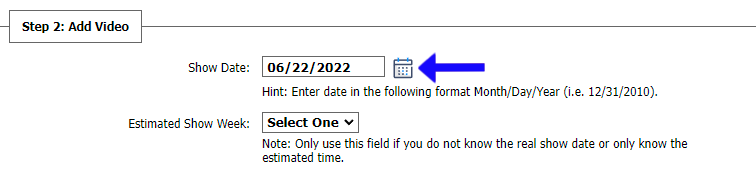 Step 2: Add Video
Show Date: 06/22/2022
Hint: Enter date in the following format Month/Day/Year (i.e. 12/31/2010).
Estimated Show Week: Select One
Note: Only use this field if you do not know the real show date or only know the
estimated time.